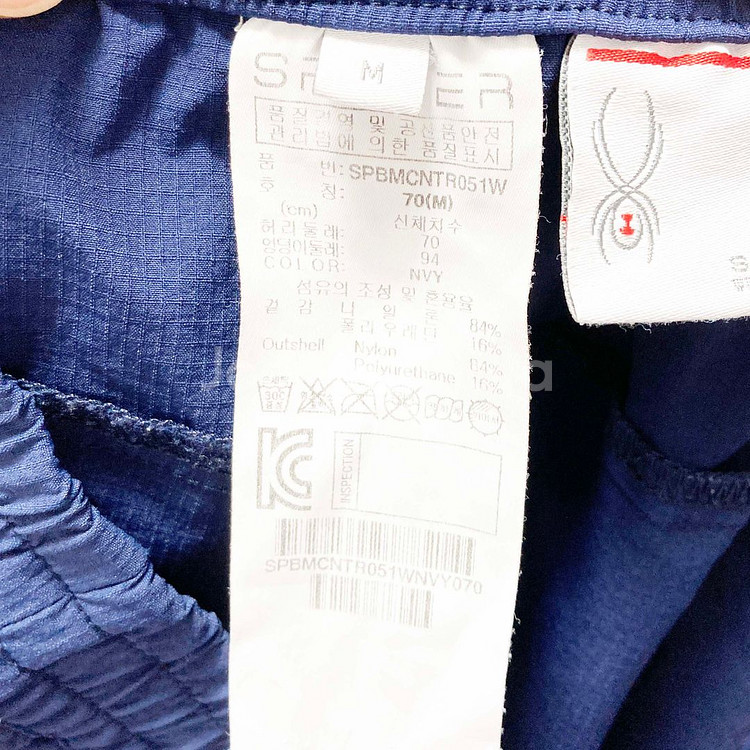 SPYDER
M
품질경영 및 공산품안전
관리법에 의한 품질표시
품 번: SPBMCNTR051W
호 칭: 70(M)
(cm) 신체치수
허리둘레: 70
엉덩이둘레: 94
COLOR: NVY
섬유의 조성 및 혼용율
겉감 나일론 84%
폴리우레탄 16%
Outshell Nylon 84%
Polyurethane 16%
INSPECTION
SPBMCNTR051WNVY070